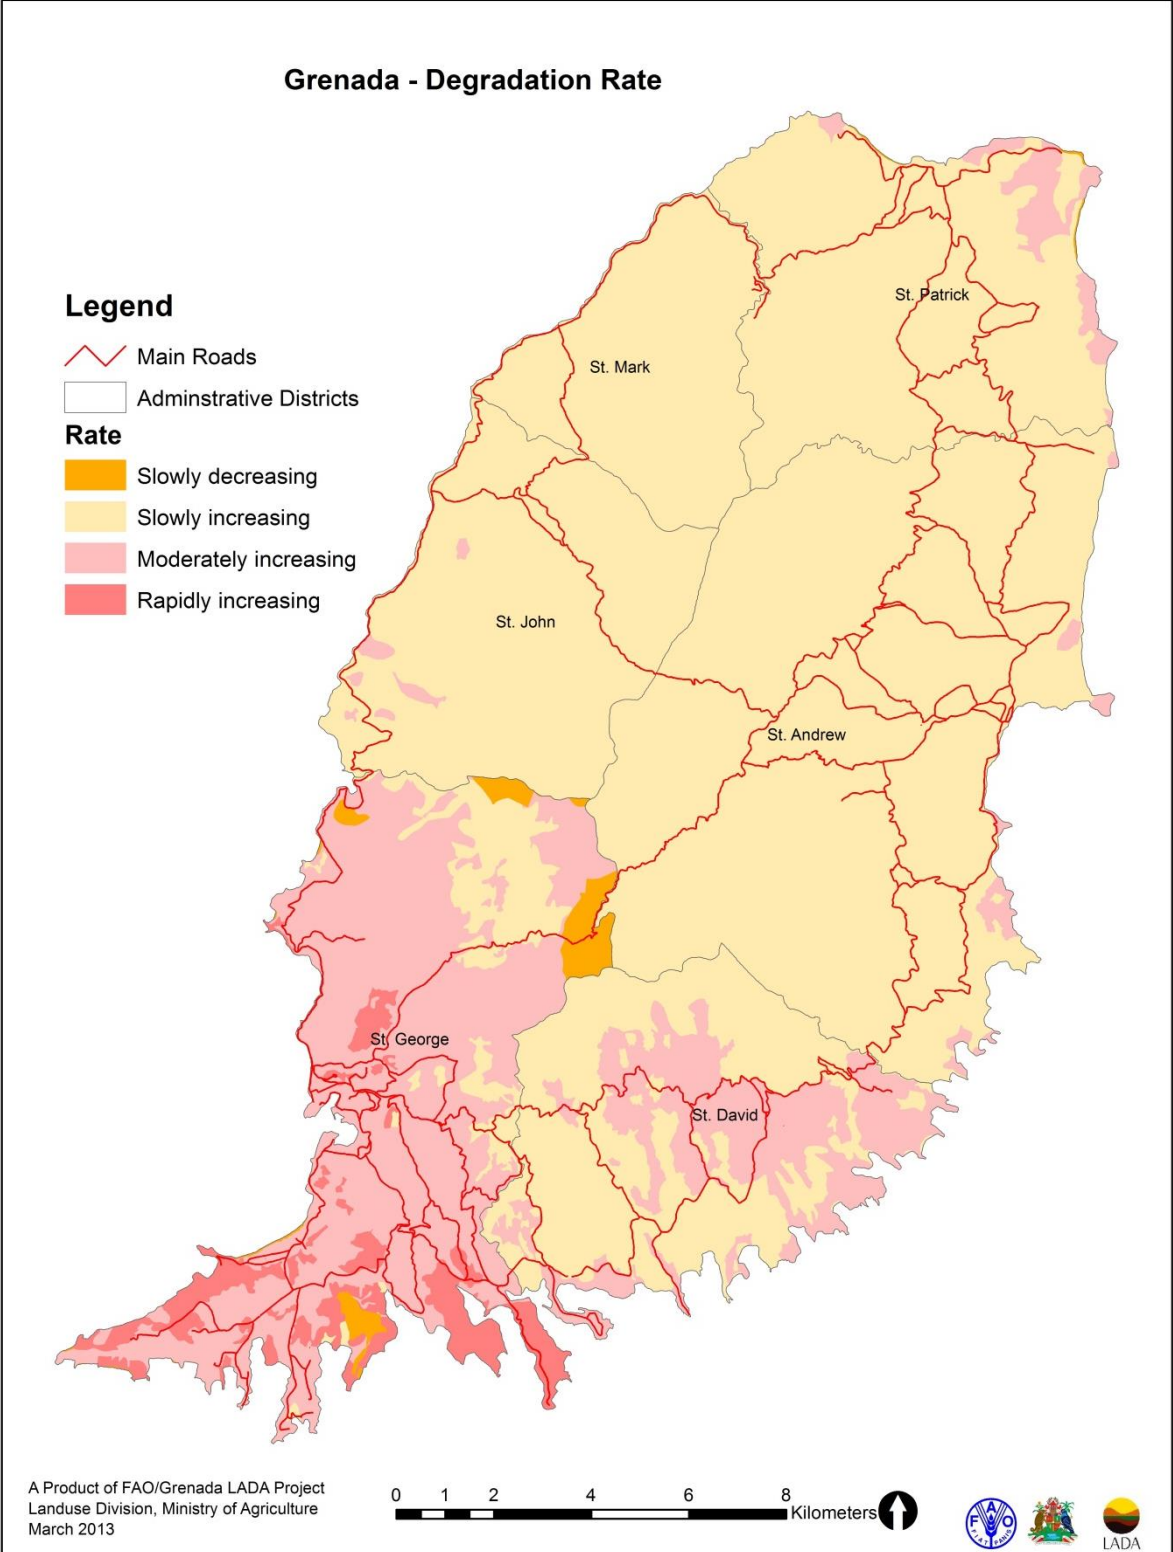 Grenada - Degradation Rate
Legend
Main Roads
Adminstrative Districts
Rate
Slowly decreasing
Slowly increasing
Moderately increasing
Rapidly increasing
St. Patrick
St. Mark
St. John
St. Andrew
St. George
St. David
A Product of FAO/Grenada LADA Project
Landuse Division, Ministry of Agriculture
March 2013
0 1 2 4 6 8
Kilometers
F A O
FIAT PANIS
LADA